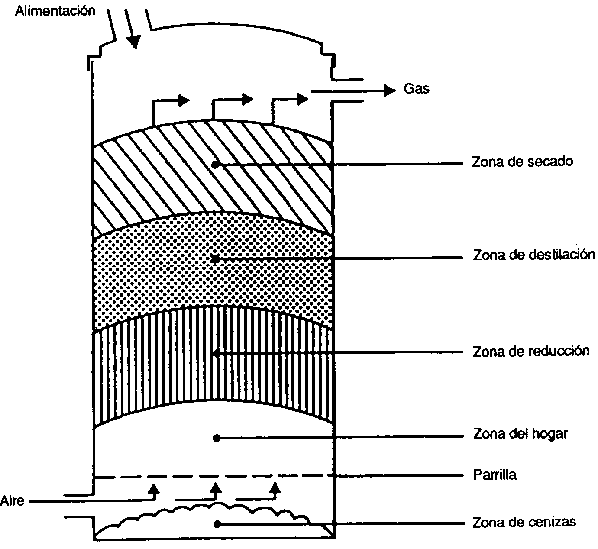 Alimentación
Gas
Zona de secado
Zona de destilación
Zona de reducción
Zona del hogar
Parrilla
Aire
Zona de cenizas